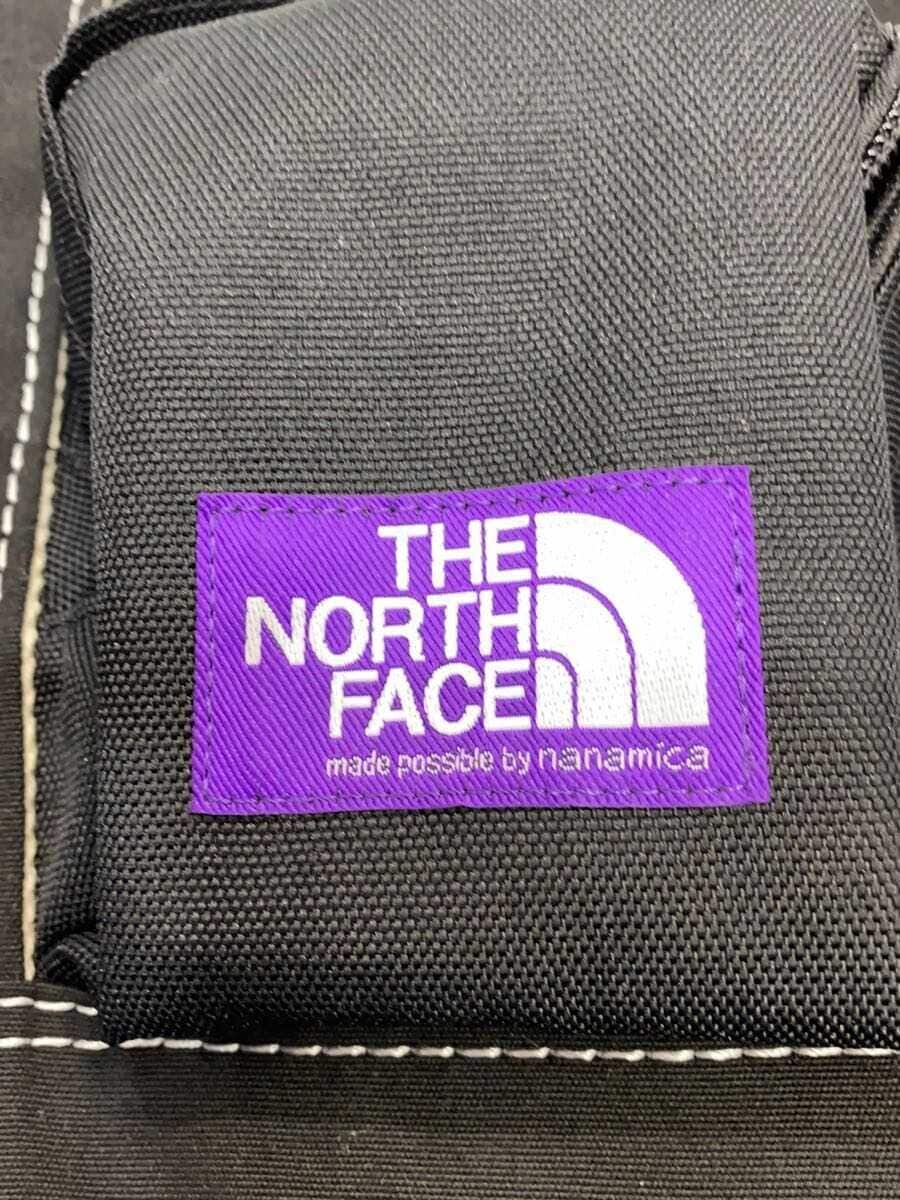 THE
NORTH
FACE
made possible by nanamica